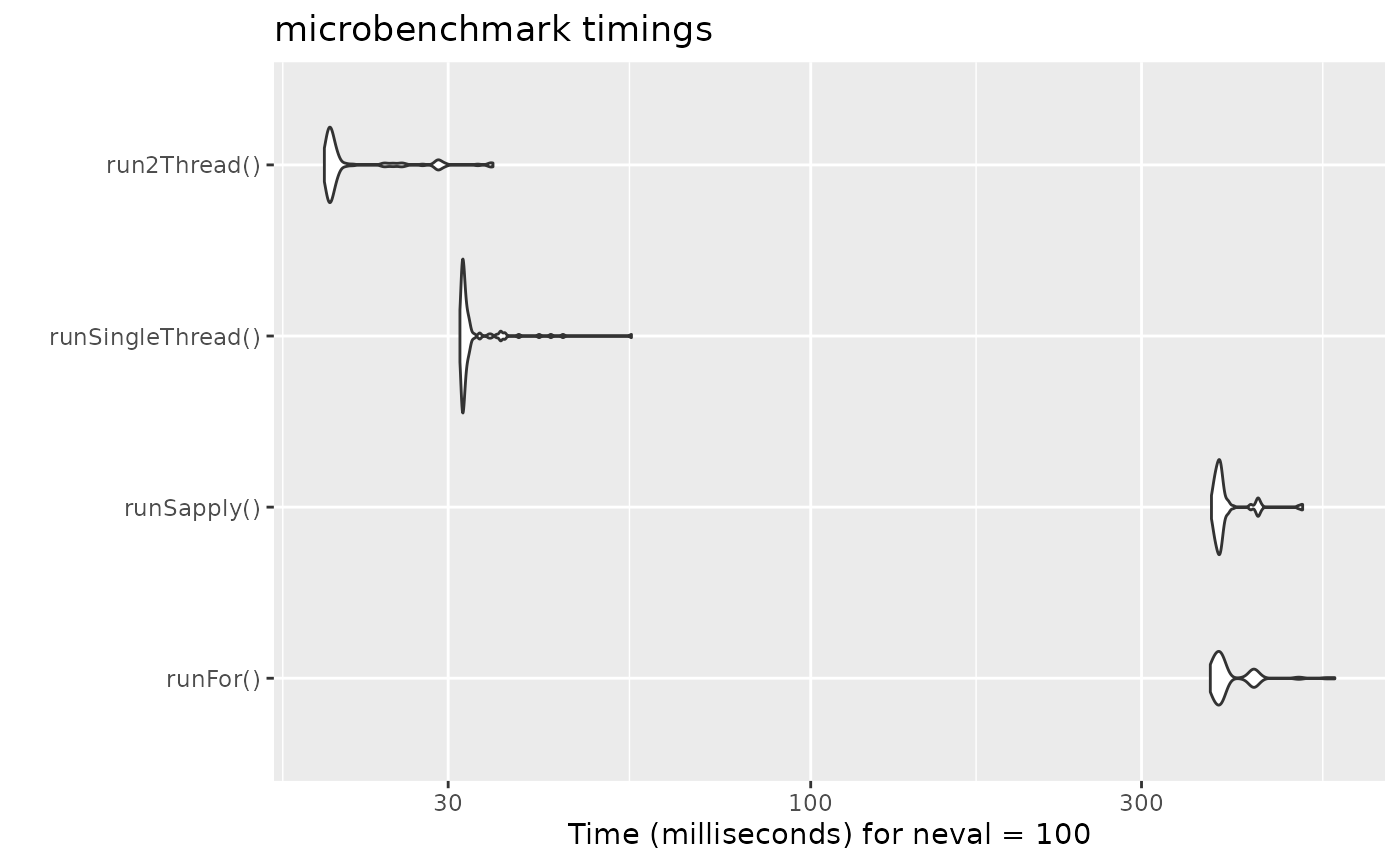 microbenchmark timings
run2Thread()
runSingleThread()
runSapply()
runFor()
30 100 300
Time (milliseconds) for neval = 100